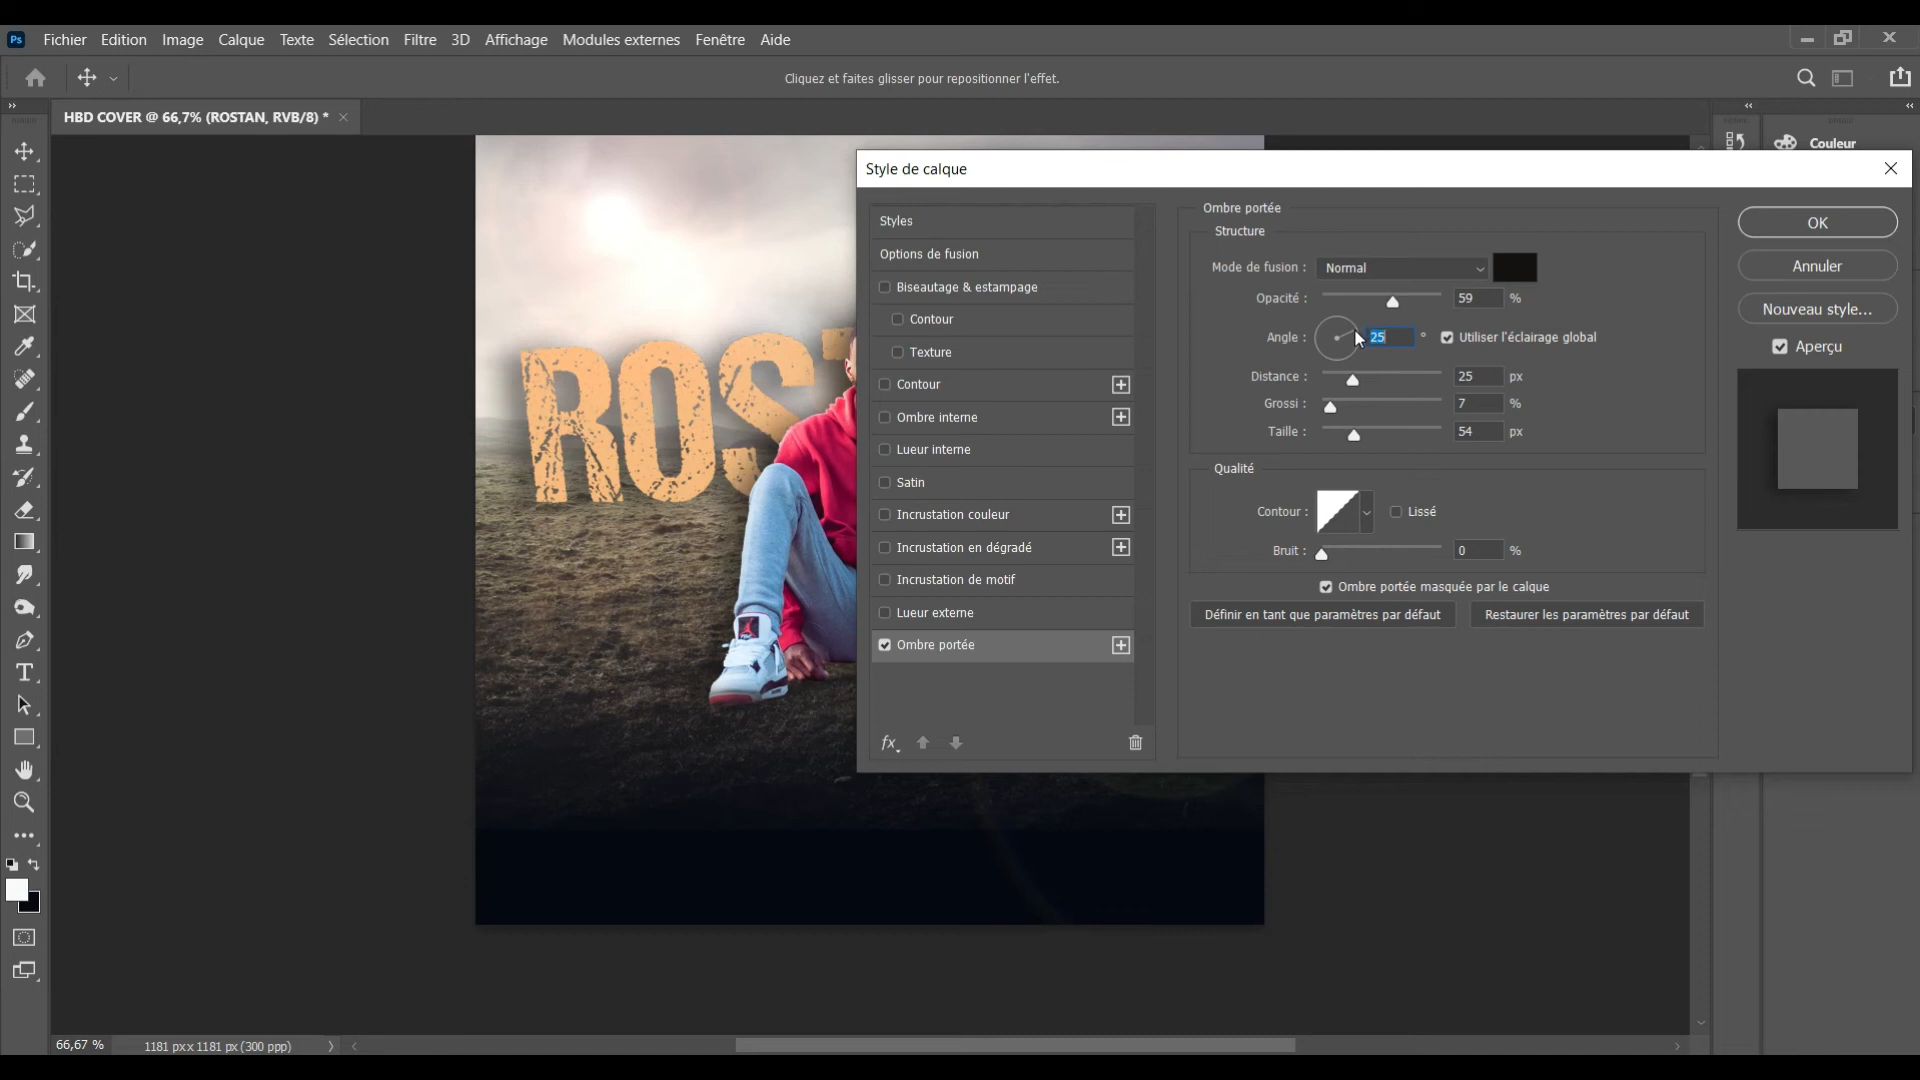 Ps Fichier Edition Image Calque Texte Sélection Filtre 3D Affichage Modules externes Fenêtre Aide
Cliquez et faites glisser pour repositionner l'effet.
HBD COVER @ 66,7% (ROSTAN, RVB/8) *
Couleur
Style de calque
Styles
Options de fusion
Biseautage & estampage
Contour
Texture
Contour
Ombre interne
Lueur interne
Satin
Incrustation couleur
Incrustation en dégradé
Incrustation de motif
Lueur externe
Ombre portée
fx
Ombre portée
Structure
Mode de fusion : Normal
Opacité : 59 %
Angle : 25 ° Utiliser l'éclairage global
Distance : 25 px
Grossi : 7 %
Taille : 54 px
Qualité
Contour : Lissé
Bruit : 0 %
Ombre portée masquée par le calque
Définir en tant que paramètres par défaut Restaurer les paramètres par défaut
OK
Annuler
Nouveau style...
Aperçu
ROST
66,67 % 1181 px x 1181 px (300 ppp)